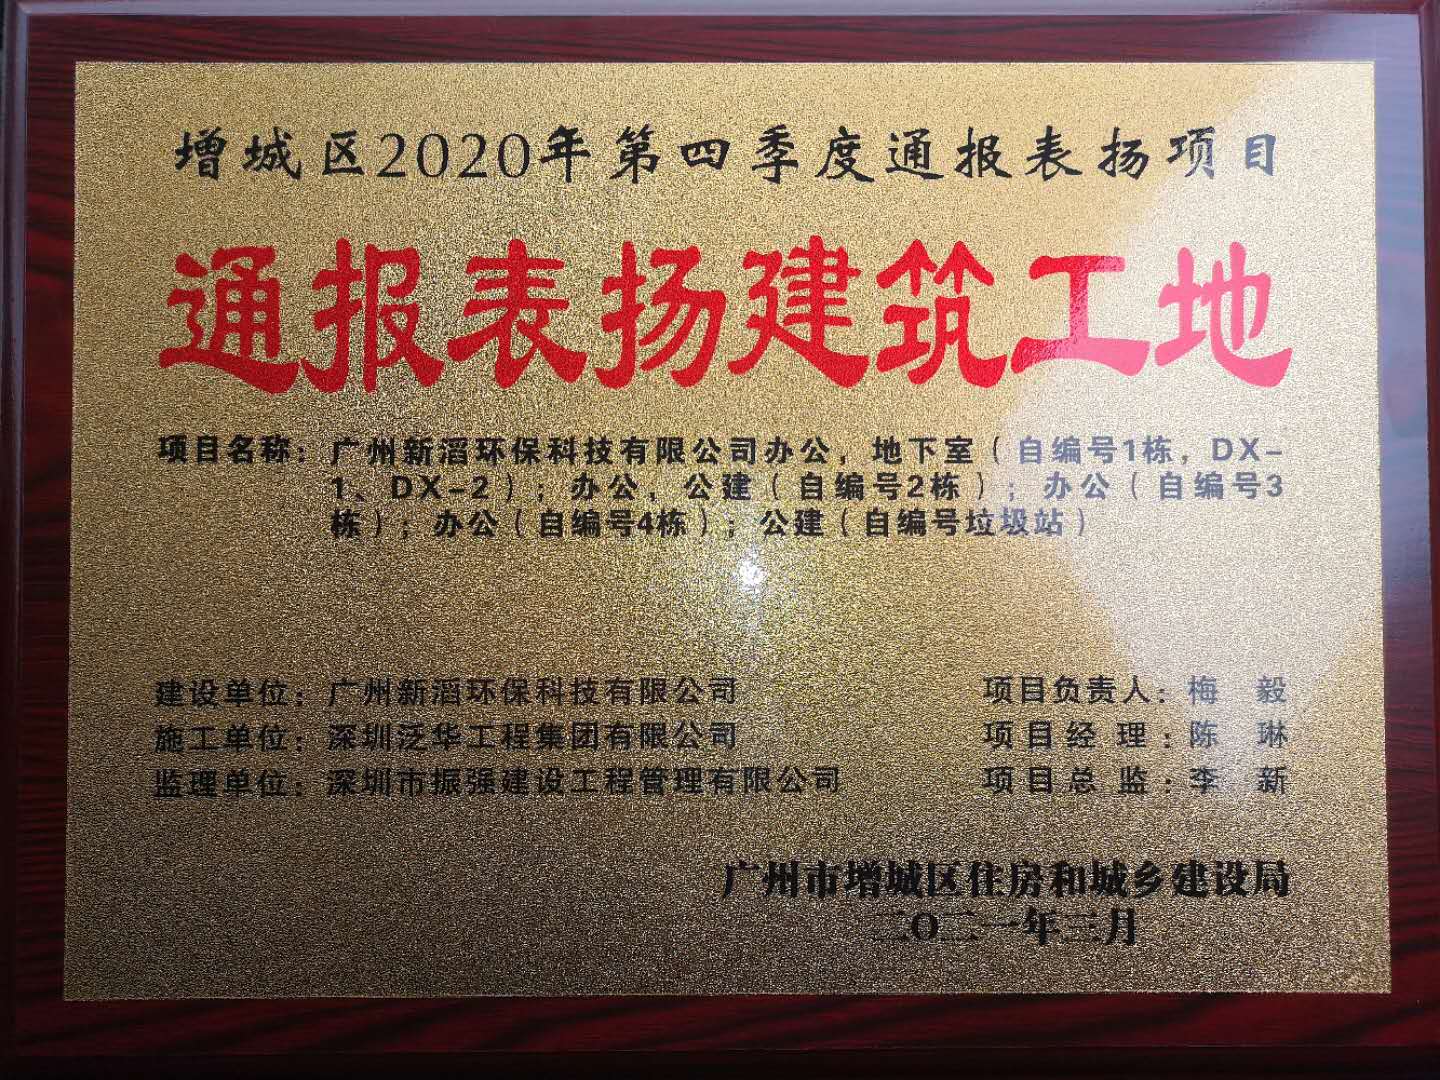 增城区2020年第四季度通报表扬项目
通报表扬建筑工地
项目名称：广州新滔环保科技有限公司办公，地下室（自编号1栋，DX-
1、DX-2）；办公，公建（自编号2栋）；办公（自编号3
栋）；办公（自编号4栋）；公建（自编号垃圾站）
建设单位：广州新滔环保科技有限公司 项目负责人：梅 毅
施工单位：深圳泛华工程集团有限公司 项目经理：陈 琳
监理单位：深圳市振强建设工程管理有限公司 项目总监：李 新
广州市增城区住房和城乡建设局
二〇二一年三月